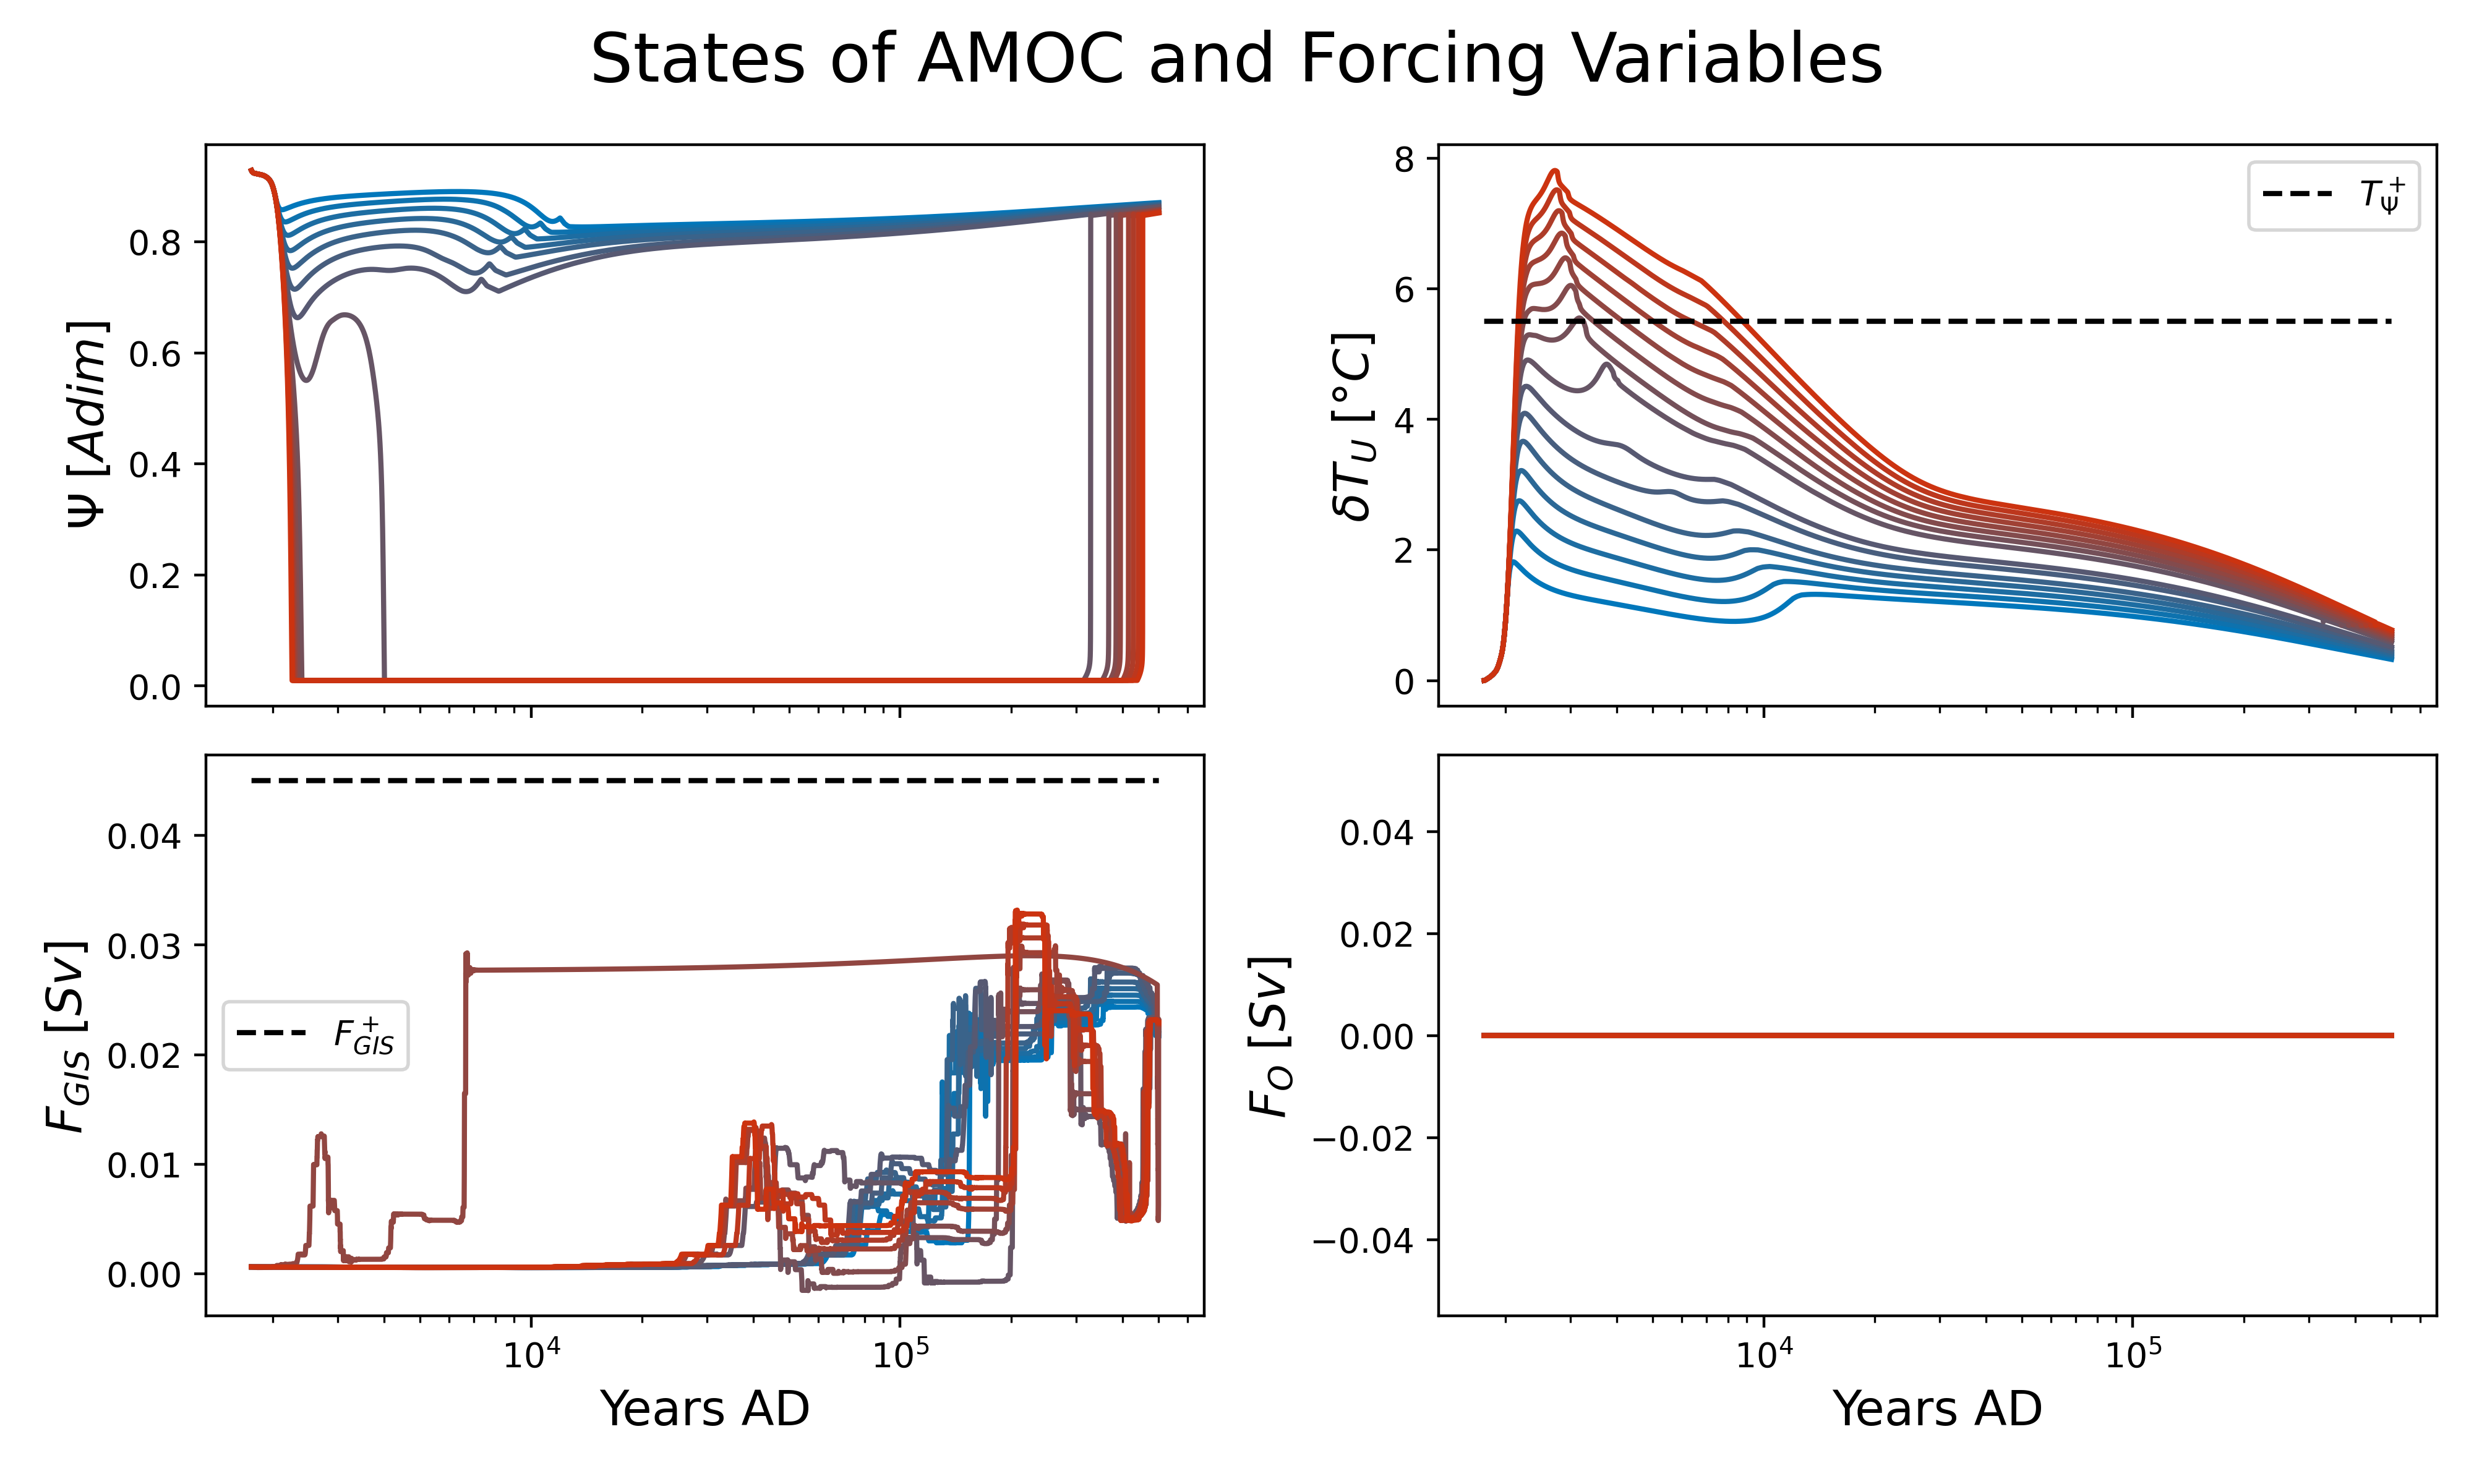 States of AMOC and Forcing Variables
Ψ [Adim]
0.8
0.6
0.4
0.2
0.0
δT_U [°C]
8
6
4
2
0
T_Ψ^+
F_GIS [Sv]
0.04
0.03
0.02
0.01
0.00
F_GIS^+
10^4
10^5
Years AD
F_O [Sv]
0.04
0.02
0.00
−0.02
−0.04
10^4
10^5
Years AD